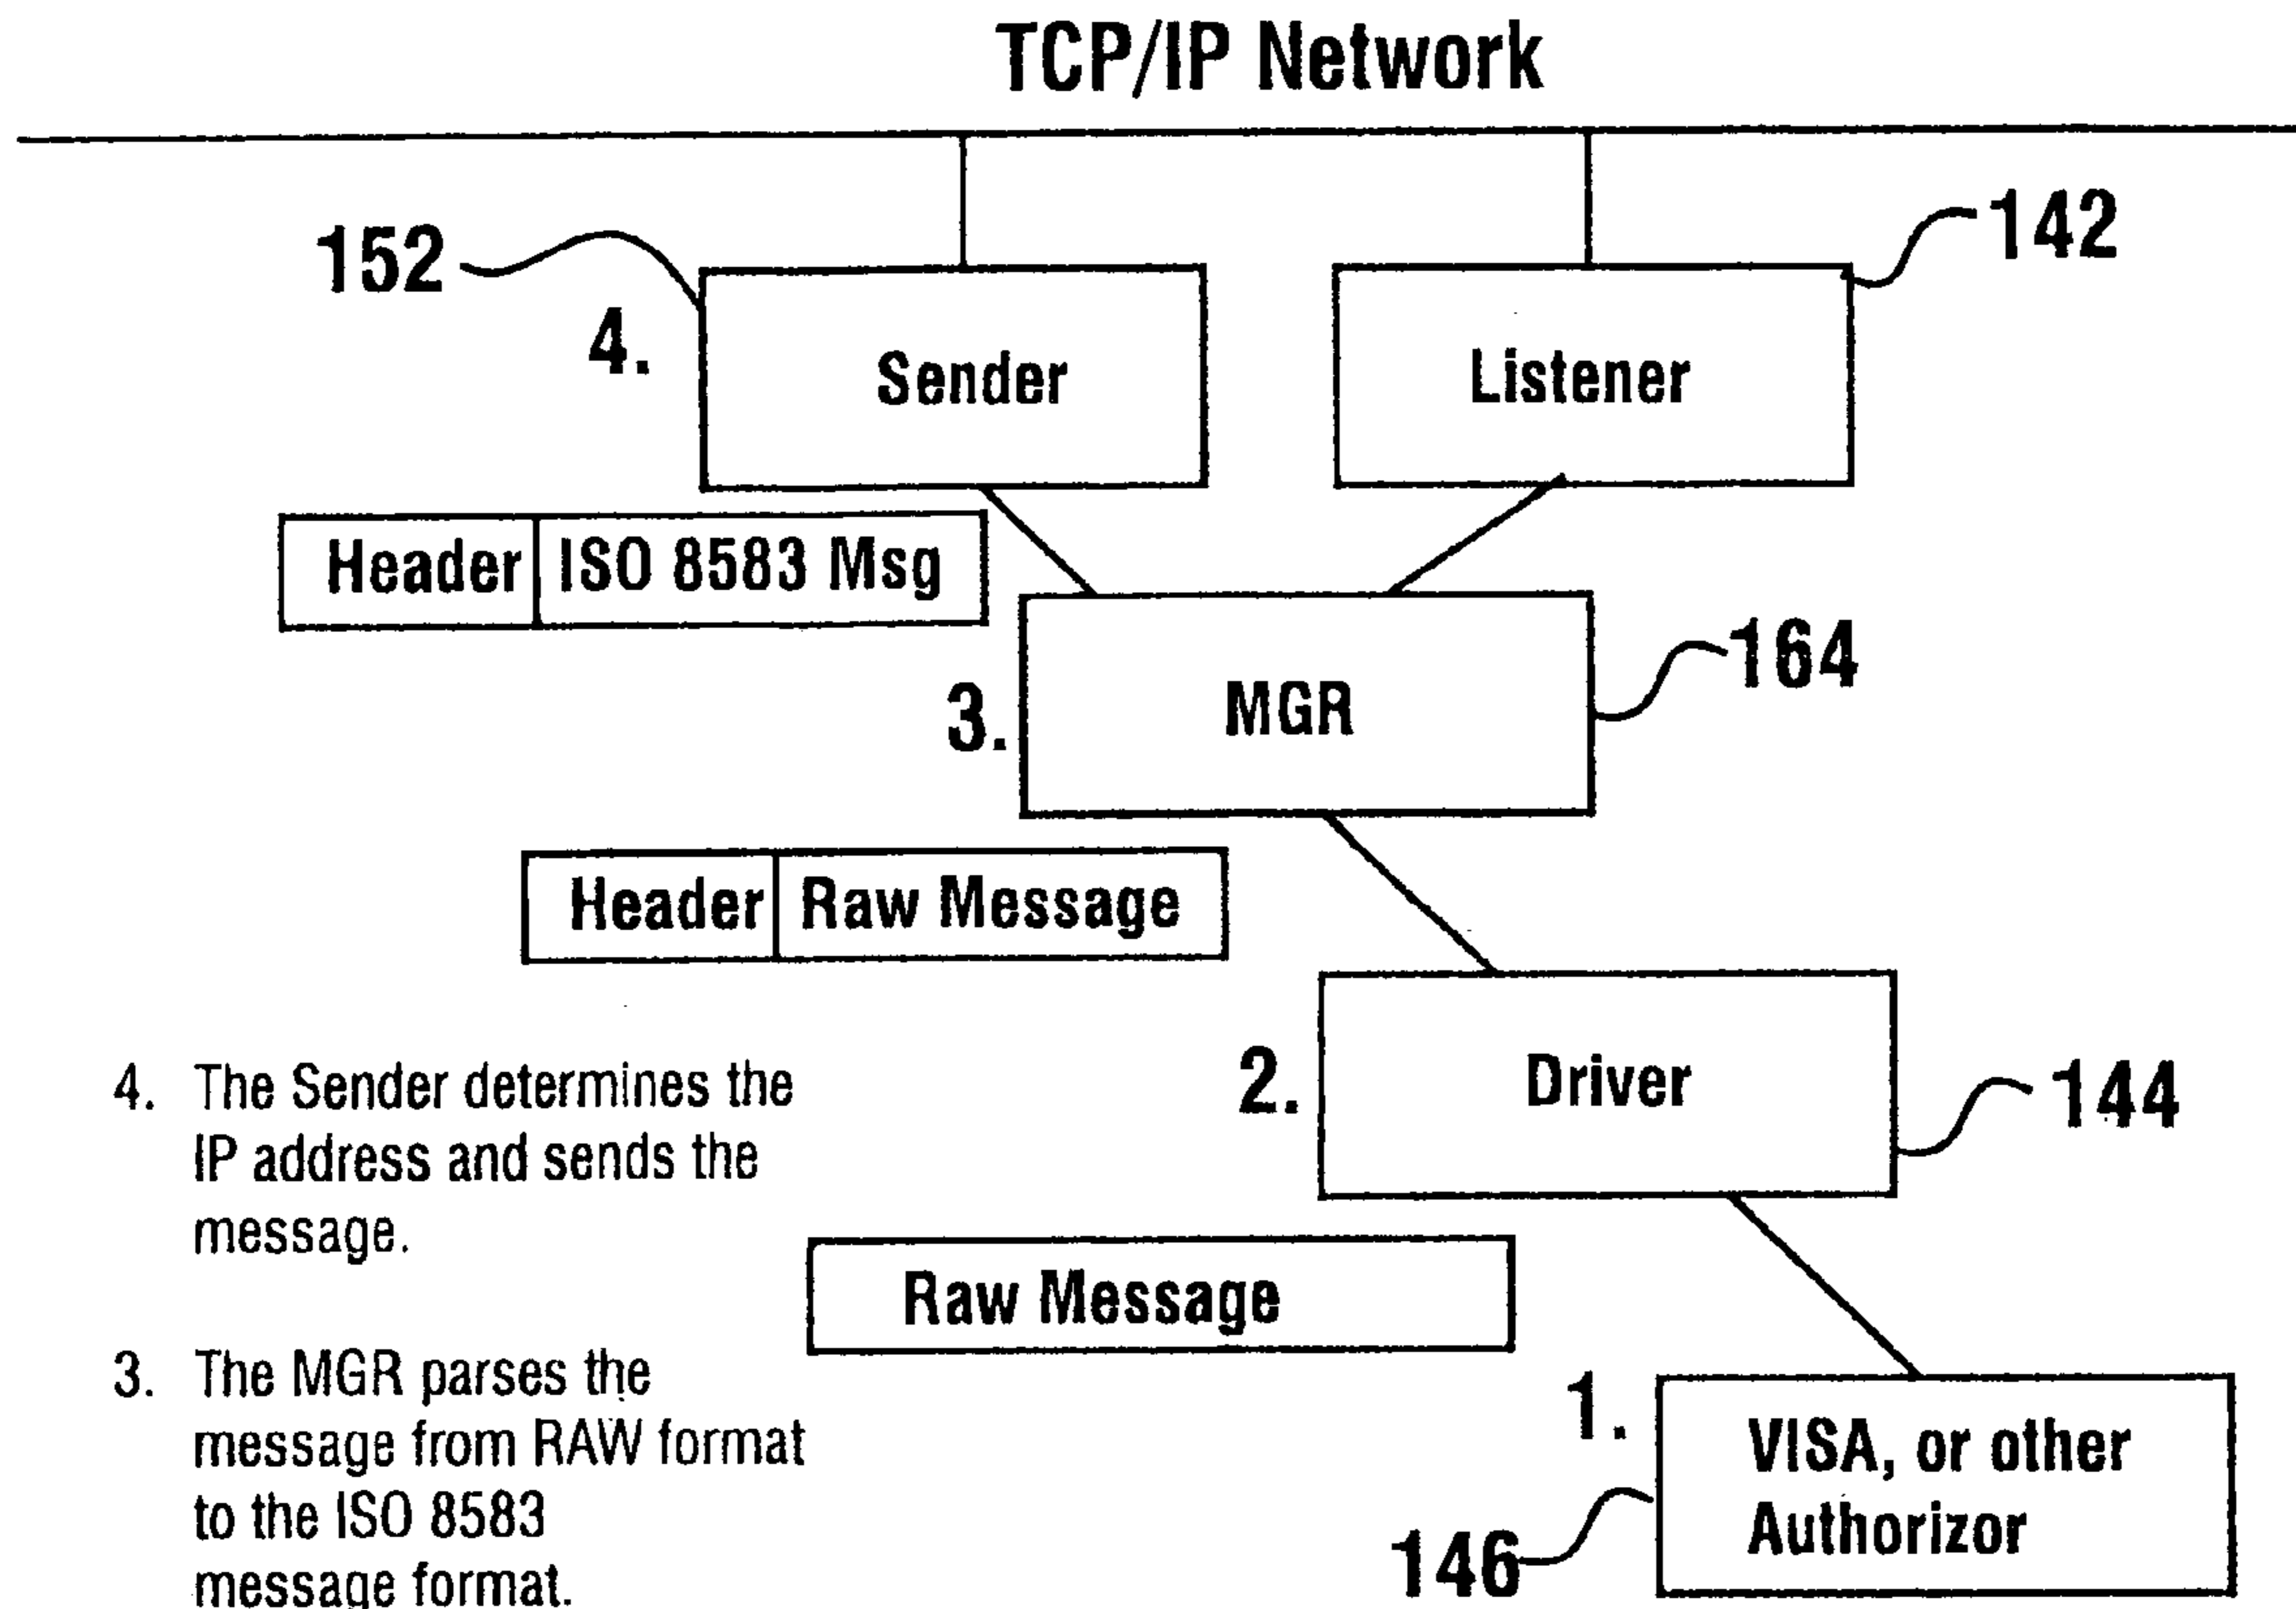 TCP/IP Network
152
142
4.
Sender
Listener
Header ISO 8583 Msg
164
3.
MGR
Header Raw Message
2.
Driver
144
Raw Message
1.
VISA, or other
Authorizor
146
4. The Sender determines the
IP address and sends the
message.
3. The MGR parses the
message from RAW format
to the ISO 8583
message format.